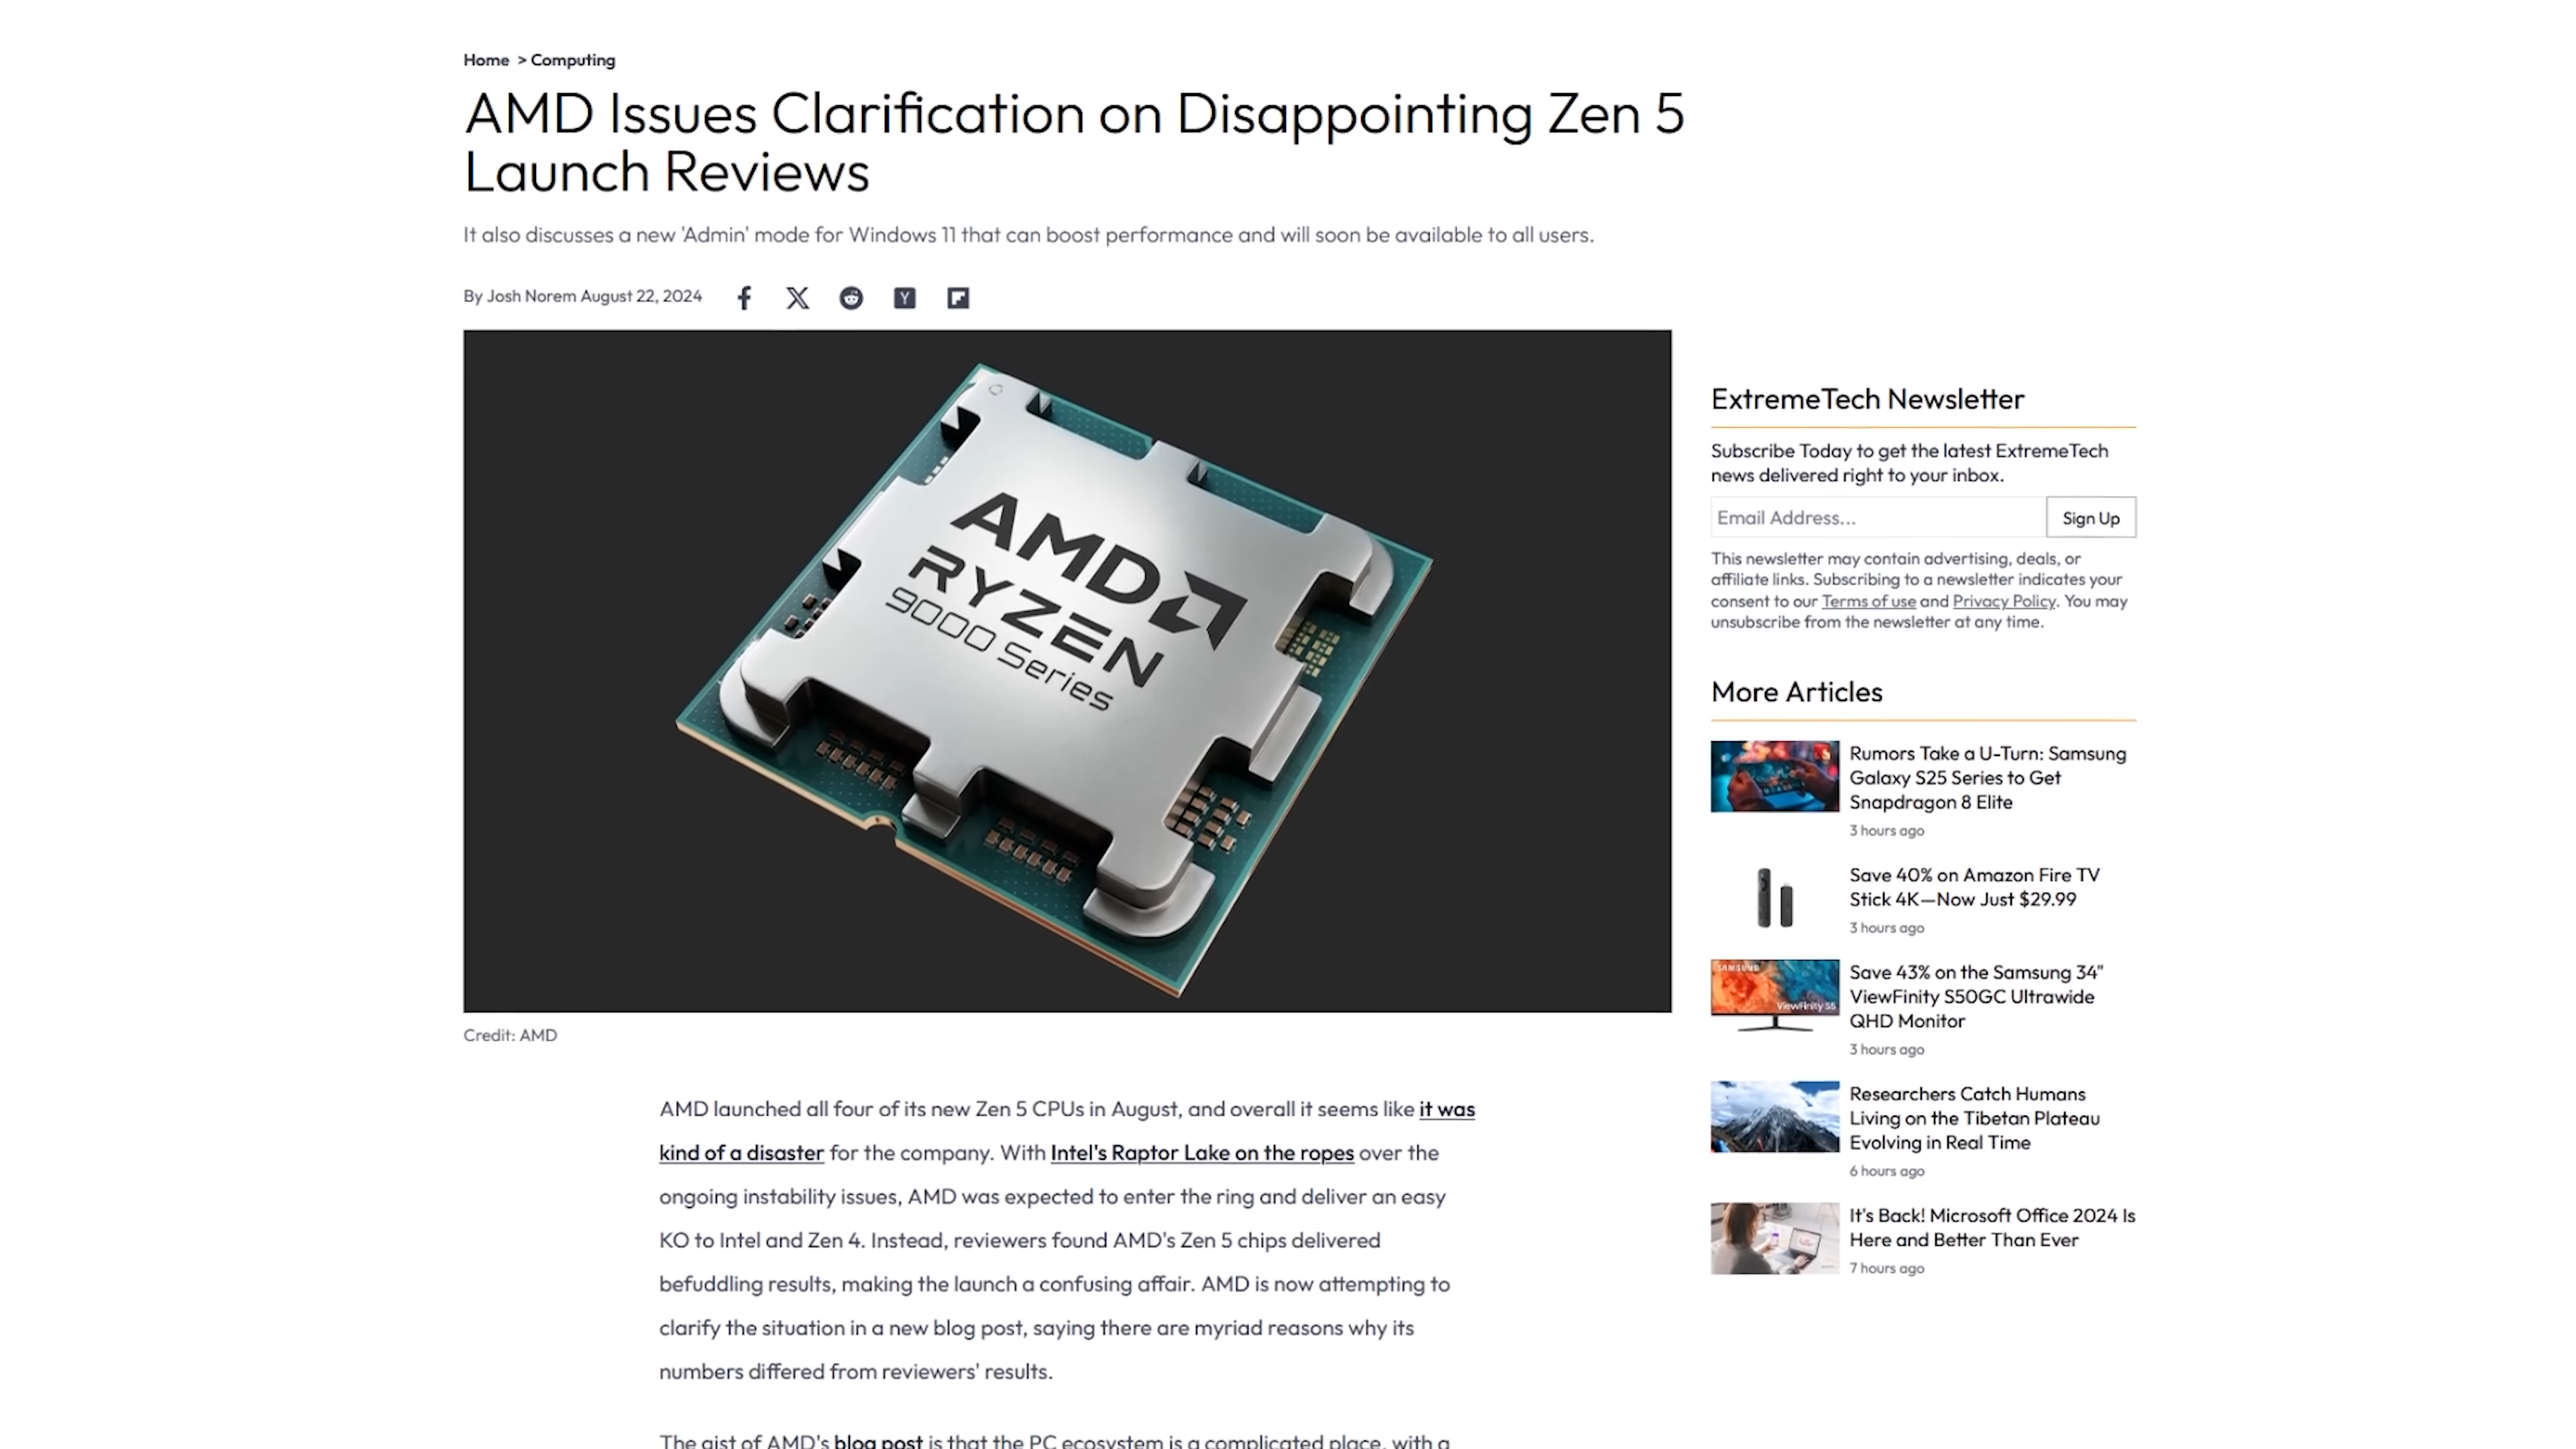 Home > Computing
AMD Issues Clarification on Disappointing Zen 5
Launch Reviews
It also discusses a new 'Admin' mode for Windows 11 that can boost performance and will soon be available to all users.
By Josh Norem August 22, 2024
AMD
RYZEN
9000 Series
Credit: AMD
AMD launched all four of its new Zen 5 CPUs in August, and overall it seems like it was
kind of a disaster for the company. With Intel's Raptor Lake on the ropes over the
ongoing instability issues, AMD was expected to enter the ring and deliver an easy
KO to Intel and Zen 4. Instead, reviewers found AMD's Zen 5 chips delivered
befuddling results, making the launch a confusing affair. AMD is now attempting to
clarify the situation in a new blog post, saying there are myriad reasons why its
numbers differed from reviewers' results.
The gist of AMD's blog post is that the PC ecosystem is a complicated place, with a
ExtremeTech Newsletter
Subscribe Today to get the latest ExtremeTech
news delivered right to your inbox.
Email Address...
Sign Up
This newsletter may contain advertising, deals, or
affiliate links. Subscribing to a newsletter indicates your
consent to our Terms of use and Privacy Policy. You may
unsubscribe from the newsletter at any time.
More Articles
Rumors Take a U-Turn: Samsung
Galaxy S25 Series to Get
Snapdragon 8 Elite
3 hours ago
Save 40% on Amazon Fire TV
Stick 4K—Now Just $29.99
3 hours ago
SAMSUNG
ViewFinity S5
Save 43% on the Samsung 34"
ViewFinity S50GC Ultrawide
QHD Monitor
3 hours ago
Researchers Catch Humans
Living on the Tibetan Plateau
Evolving in Real Time
6 hours ago
It's Back! Microsoft Office 2024 Is
Here and Better Than Ever
7 hours ago